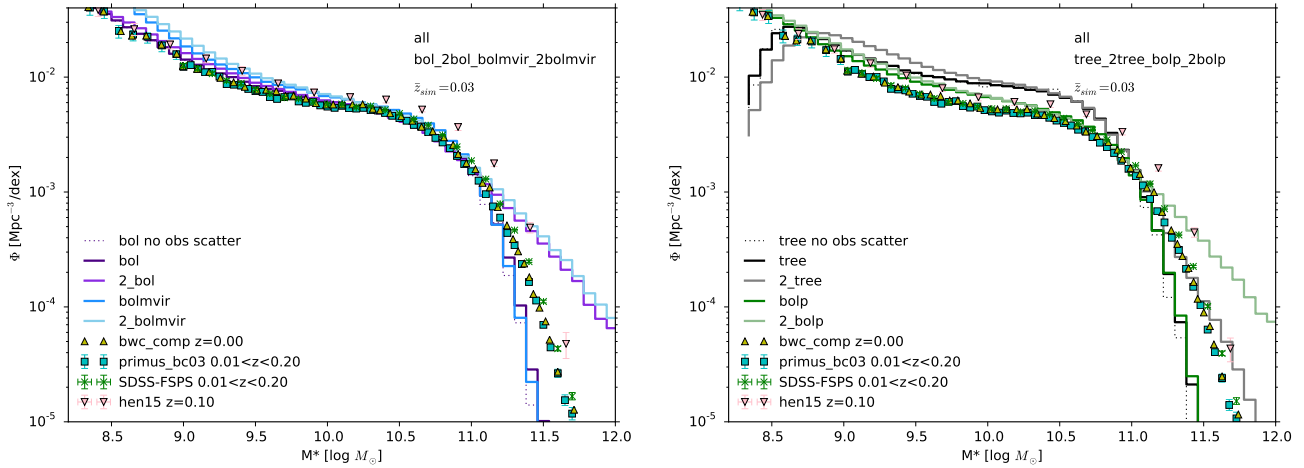 all
bol_2bol_bolmvir_2bolmvir
z̄sim=0.03
Φ [Mpc⁻³/dex]
10⁻²
10⁻³
10⁻⁴
10⁻⁵
bol no obs scatter
bol
2_bol
bolmvir
2_bolmvir
bwc_comp z=0.00
primus_bc03 0.01<z<0.20
SDSS-FSPS 0.01<z<0.20
hen15 z=0.10
8.5 9.0 9.5 10.0 10.5 11.0 11.5 12.0
M* [log M⊙]
all
tree_2tree_bolp_2bolp
z̄sim=0.03
Φ [Mpc⁻³/dex]
10⁻²
10⁻³
10⁻⁴
10⁻⁵
tree no obs scatter
tree
2_tree
bolp
2_bolp
bwc_comp z=0.00
primus_bc03 0.01<z<0.20
SDSS-FSPS 0.01<z<0.20
hen15 z=0.10
8.5 9.0 9.5 10.0 10.5 11.0 11.5 12.0
M* [log M⊙]